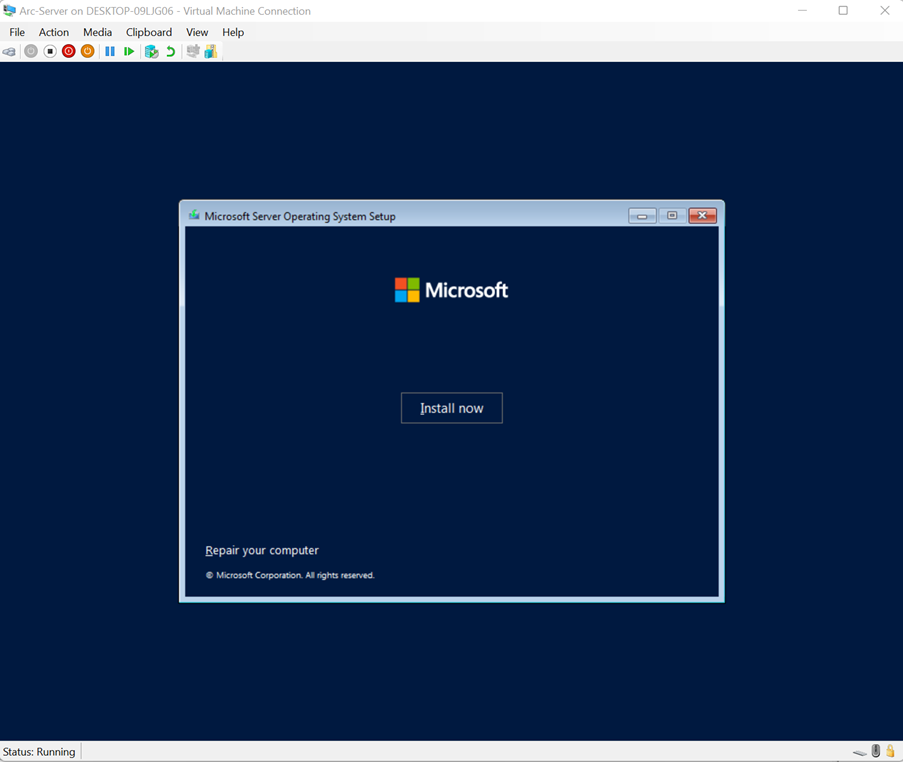 Arc-Server on DESKTOP-09LJG06 - Virtual Machine Connection
File Action Media Clipboard View Help
Microsoft Server Operating System Setup
Microsoft
Install now
Repair your computer
© Microsoft Corporation. All rights reserved.
Status: Running